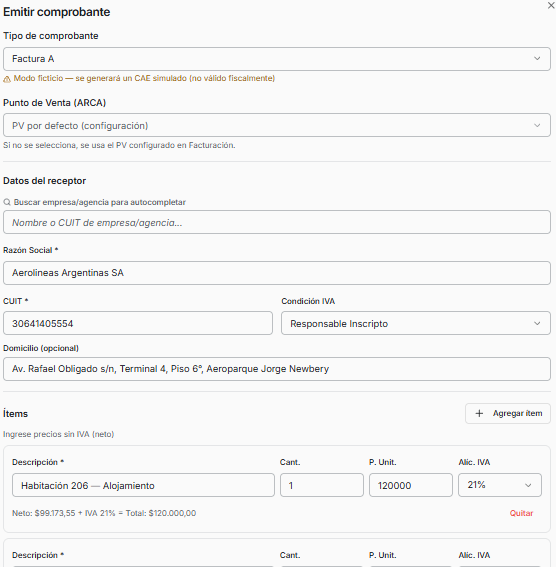 Emitir comprobante
Tipo de comprobante
Factura A
Modo ficticio — se generará un CAE simulado (no válido fiscalmente)
Punto de Venta (ARCA)
PV por defecto (configuración)
Si no se selecciona, se usa el PV configurado en Facturación.
Datos del receptor
Buscar empresa/agencia para autocompletar
Nombre o CUIT de empresa/agencia...
Razón Social *
Aerolineas Argentinas SA
CUIT * Condición IVA
30641405554 Responsable Inscripto
Domicilio (opcional)
Av. Rafael Obligado s/n, Terminal 4, Piso 6°, Aeroparque Jorge Newbery
Ítems + Agregar ítem
Ingrese precios sin IVA (neto)
Descripción * Cant. P. Unit. Alíc. IVA
Habitación 206 — Alojamiento 1 120000 21%
Neto: $99.173,55 + IVA 21% = Total: $120.000,00 Quitar
Descripción * Cant. P. Unit. Alíc. IVA